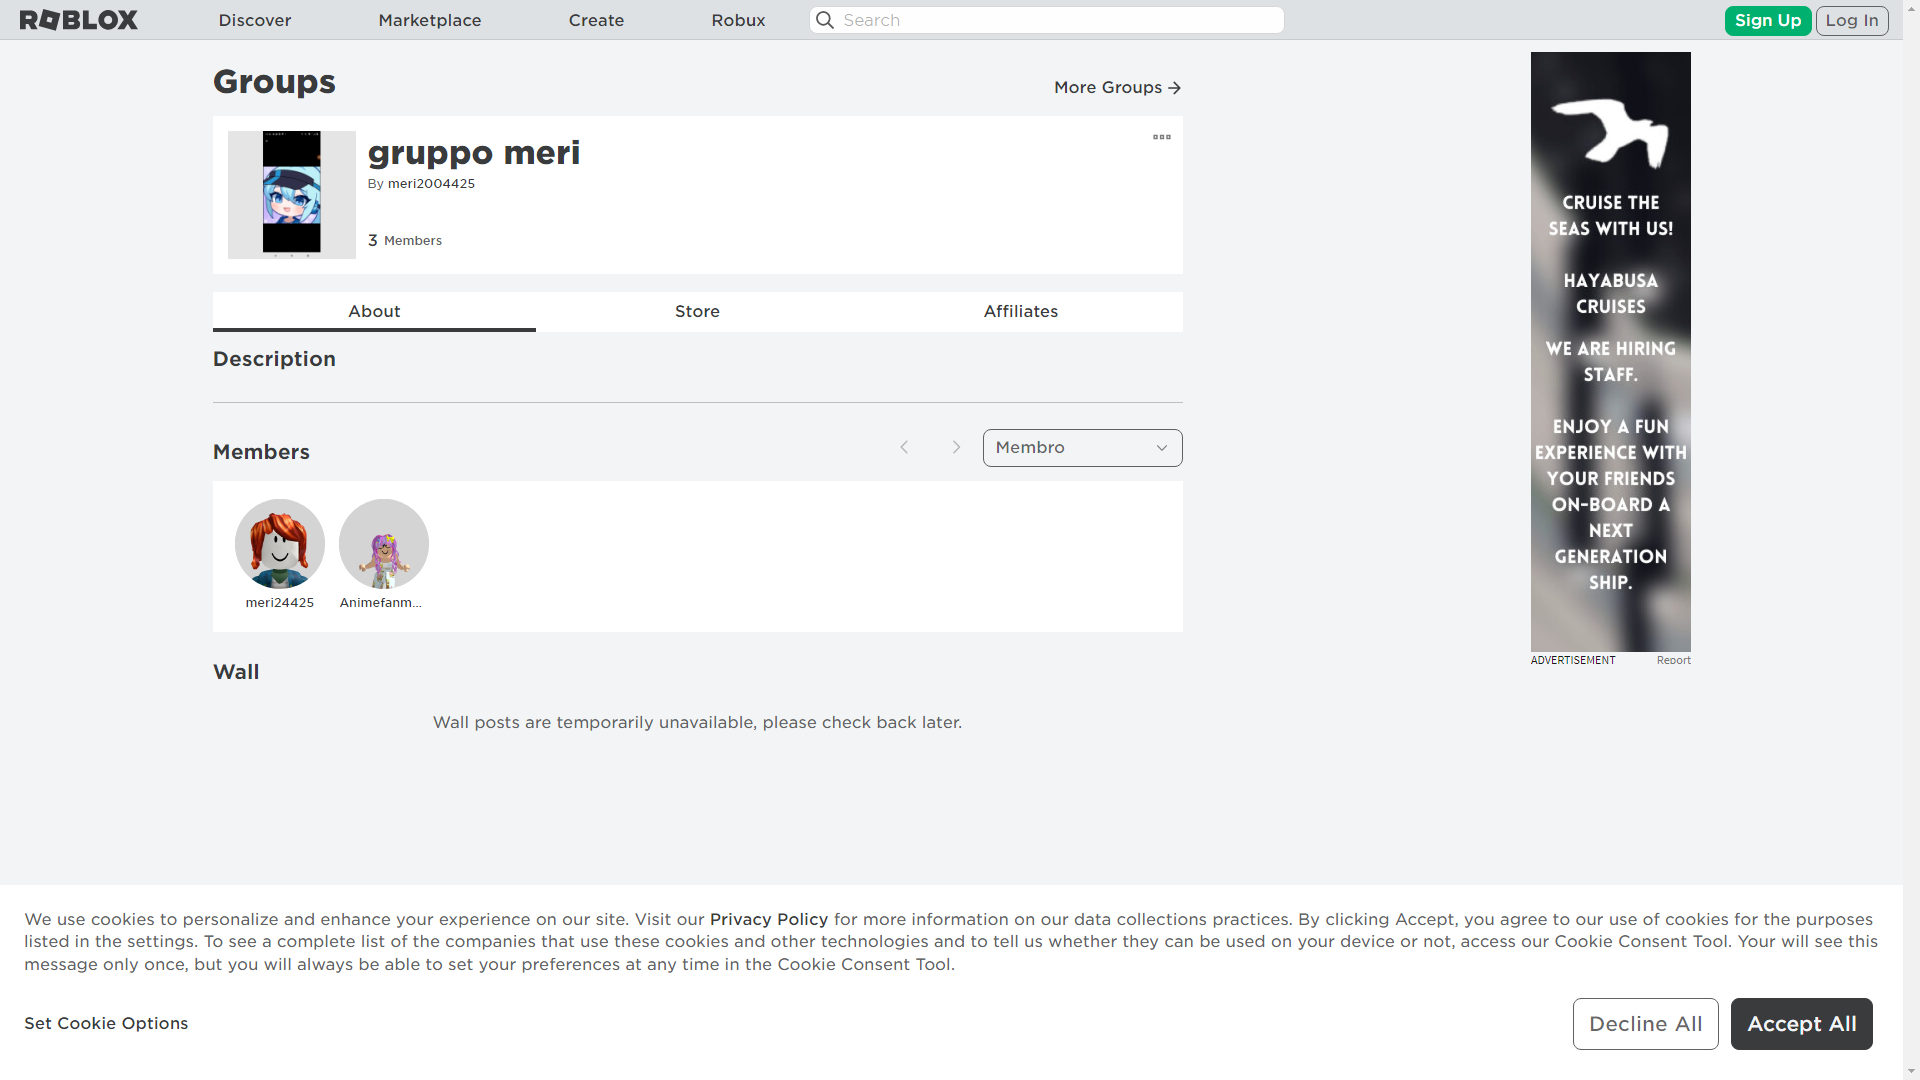 ROBLOX
Discover
Marketplace
Create
Robux
Search
Sign Up
Log In
Groups
More Groups
gruppo meri
By meri2004425
3 Members
About
Store
Affiliates
Description
Members
Membro
meri24425
Animefanm...
Wall
Wall posts are temporarily unavailable, please check back later.
CRUISE THE
SEAS WITH US!
HAYABUSA
CRUISES
WE ARE HIRING
STAFF.
ENJOY A FUN
EXPERIENCE WITH
YOUR FRIENDS
ON-BOARD A
NEXT
GENERATION
SHIP.
ADVERTISEMENT
Report
We use cookies to personalize and enhance your experience on our site. Visit our Privacy Policy for more information on our data collections practices. By clicking Accept, you agree to our use of cookies for the purposes
listed in the settings. To see a complete list of the companies that use these cookies and other technologies and to tell us whether they can be used on your device or not, access our Cookie Consent Tool. Your will see this
message only once, but you will always be able to set your preferences at any time in the Cookie Consent Tool.
Set Cookie Options
Decline All
Accept All